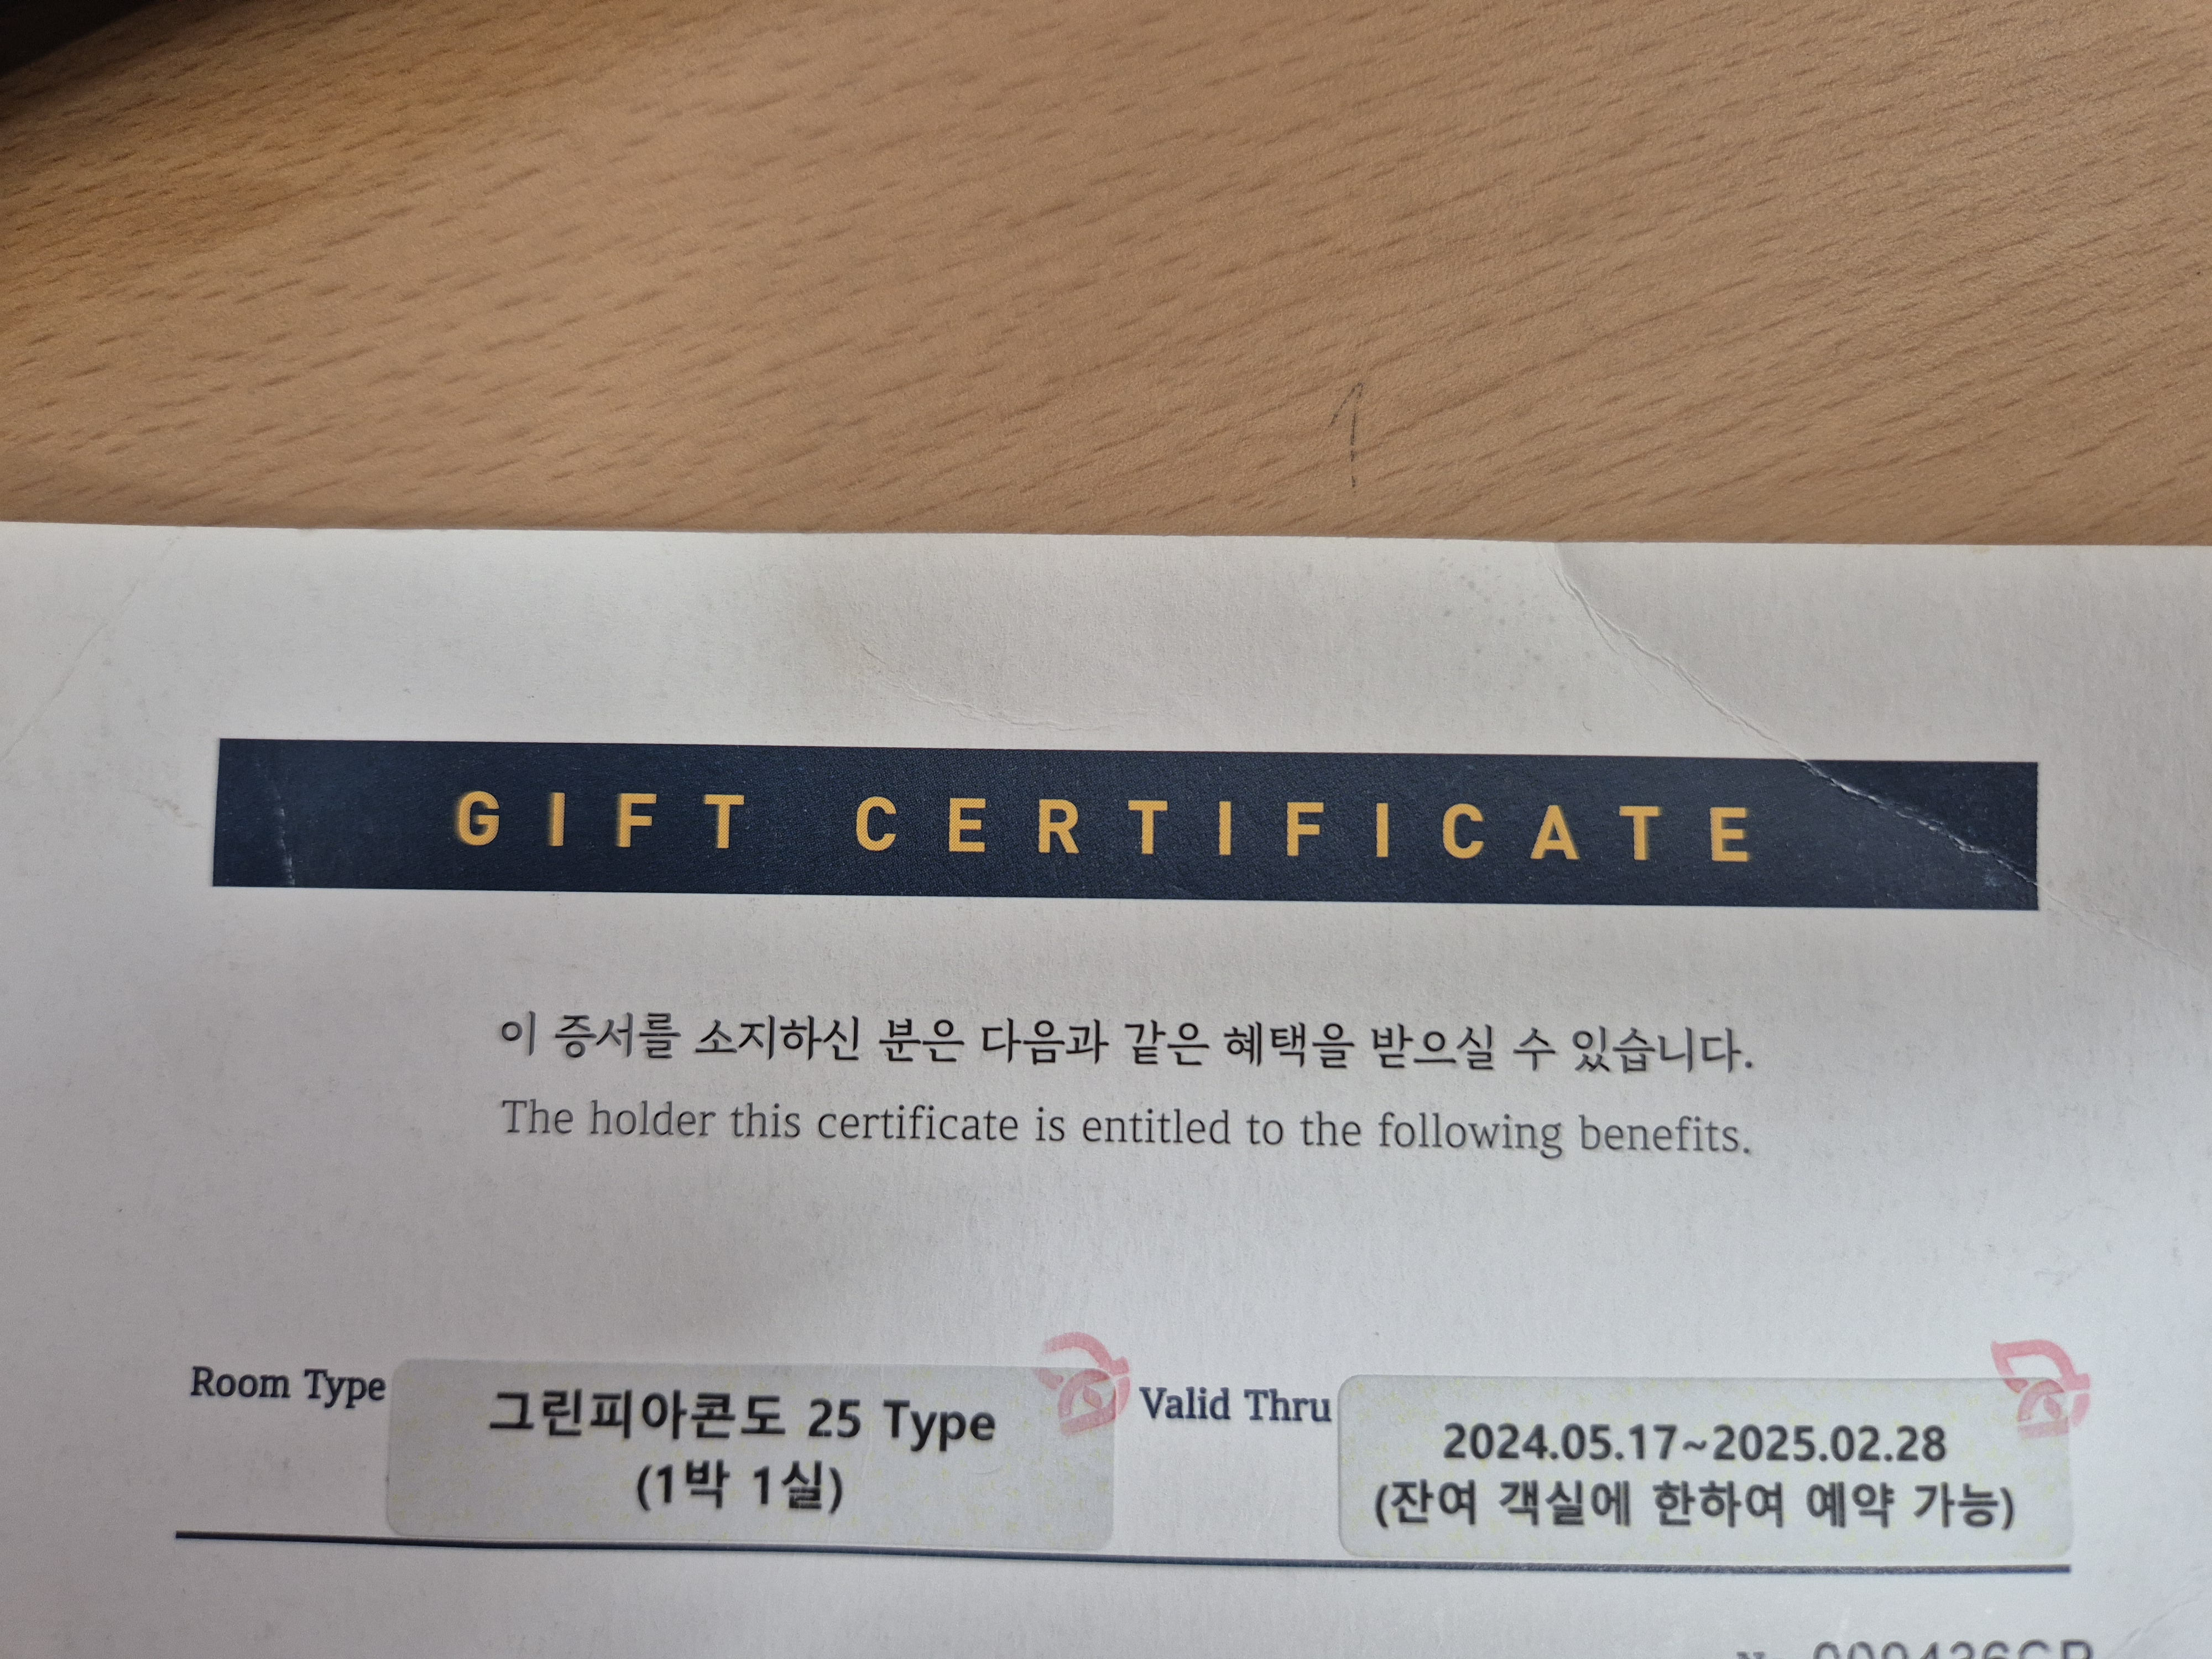 GIFT CERTIFICATE
이 증서를 소지하신 분은 다음과 같은 혜택을 받으실 수 있습니다.
The holder this certificate is entitled to the following benefits.
Room Type
그린피아콘도 25 Type
(1박 1실)
Valid Thru
2024.05.17~2025.02.28
(잔여 객실에 한하여 예약 가능)